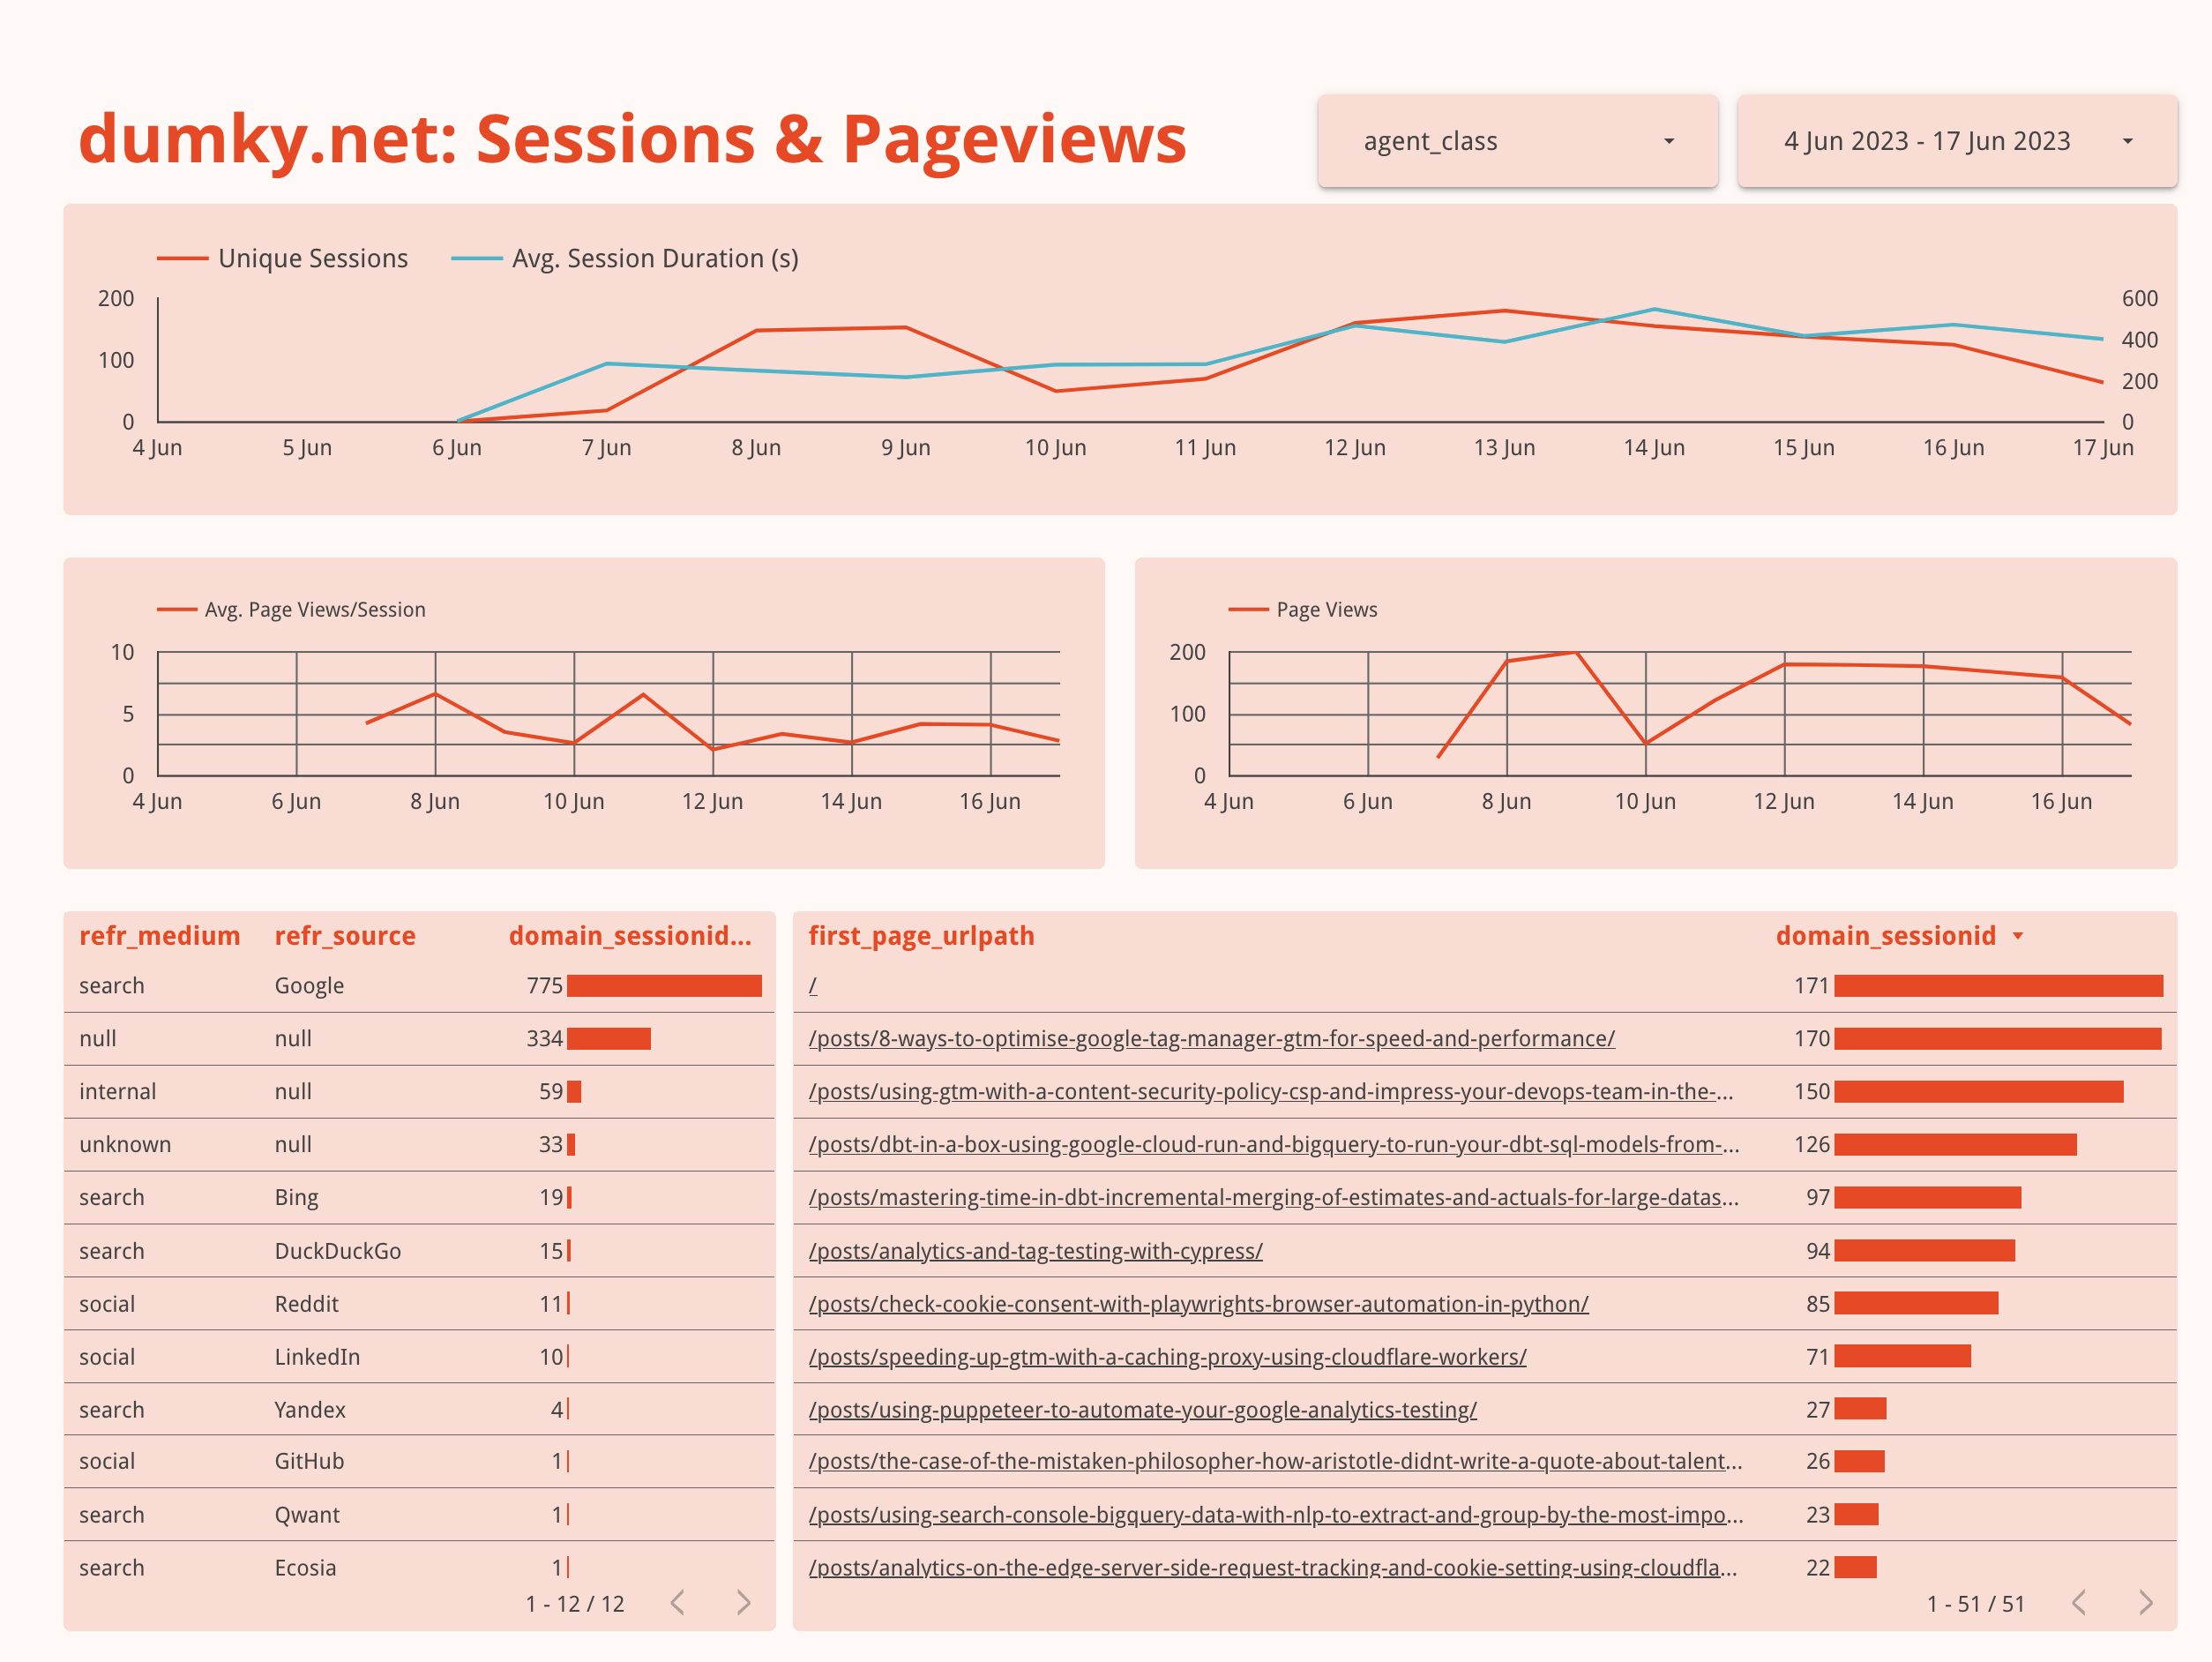 dumky.net: Sessions & Pageviews
agent_class
4 Jun 2023 - 17 Jun 2023
Unique Sessions Avg. Session Duration (s)
200 600
400
100
200
0 0
4 Jun 5 Jun 6 Jun 7 Jun 8 Jun 9 Jun 10 Jun 11 Jun 12 Jun 13 Jun 14 Jun 15 Jun 16 Jun 17 Jun
Avg. Page Views/Session
10
5
0
4 Jun 6 Jun 8 Jun 10 Jun 12 Jun 14 Jun 16 Jun
Page Views
200
100
0
4 Jun 6 Jun 8 Jun 10 Jun 12 Jun 14 Jun 16 Jun
refr_medium refr_source domain_sessionid...
search Google 775
null null 334
internal null 59
unknown null 33
search Bing 19
search DuckDuckGo 15
social Reddit 11
social LinkedIn 10
search Yandex 4
social GitHub 1
search Qwant 1
search Ecosia 1
1 - 12 / 12
first_page_urlpath domain_sessionid
/ 171
/posts/8-ways-to-optimise-google-tag-manager-gtm-for-speed-and-performance/ 170
/posts/using-gtm-with-a-content-security-policy-csp-and-impress-your-devops-team-in-the-... 150
/posts/dbt-in-a-box-using-google-cloud-run-and-bigquery-to-run-your-dbt-sql-models-from-... 126
/posts/mastering-time-in-dbt-incremental-merging-of-estimates-and-actuals-for-large-datas... 97
/posts/analytics-and-tag-testing-with-cypress/ 94
/posts/check-cookie-consent-with-playwrights-browser-automation-in-python/ 85
/posts/speeding-up-gtm-with-a-caching-proxy-using-cloudflare-workers/ 71
/posts/using-puppeteer-to-automate-your-google-analytics-testing/ 27
/posts/the-case-of-the-mistaken-philosopher-how-aristotle-didnt-write-a-quote-about-talent... 26
/posts/using-search-console-bigquery-data-with-nlp-to-extract-and-group-by-the-most-impo... 23
/posts/analytics-on-the-edge-server-side-request-tracking-and-cookie-setting-using-cloudfla... 22
1 - 51 / 51